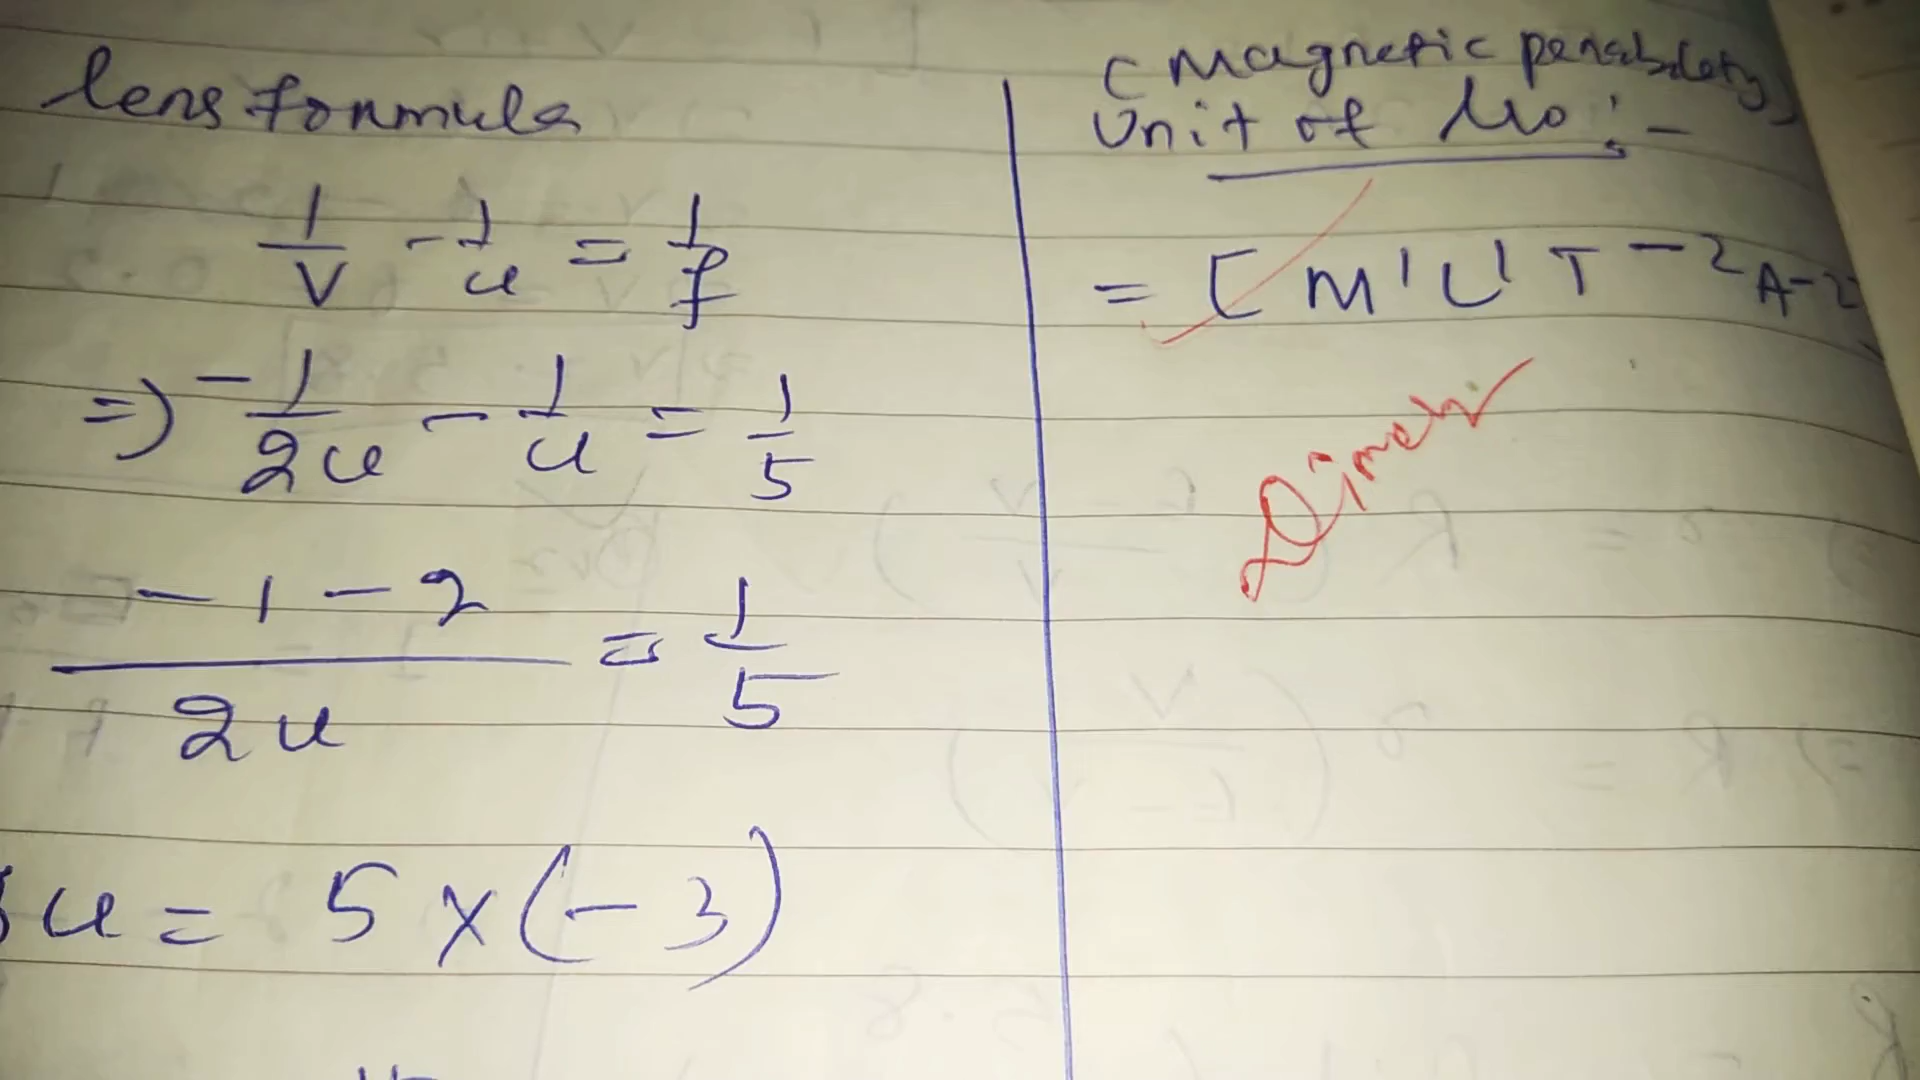 lens formula
1/v - 1/u = 1/f
=) - 1/2u - 1/u = 1/5
-1-2/2u = 1/5
u = 5 x (-3)
(Magnetic
Unit of μo :-
= [M¹L¹T⁻²A⁻²